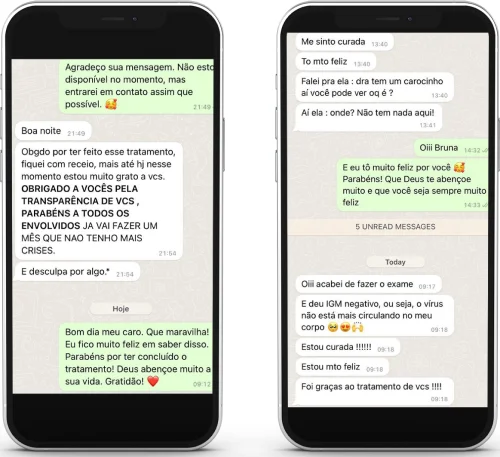 Agradeço sua mensagem. Não esto
disponível no momento, mas
entrarei em contato assim que
possível. 🥰 21:49
Boa noite 21:49
Obgdo por ter feito esse tratamento,
fiquei com receio, mais até hj nesse
momento estou muito grato a vcs.
OBRIGADO A VOCÊS PELA
TRANSPARÊNCIA DE VCS ,
PARABÉNS A TODOS OS
ENVOLVIDOS JA VAI FAZER UM
MÊS QUE NAO TENHO MAIS
CRISES. 21:54
E desculpa por algo.* 21:54
Hoje
Bom dia meu caro. Que maravilha!
Eu fico muito feliz em saber disso.
Parabéns por ter concluído o
tratamento! Deus abençoe muito a
sua vida. Gratidão! ❤️ 09:12
Me sinto curada 13:40
To mto feliz 13:40
Falei pra ela : dra tem um carocinho
aí você pode ver oq é ? 13:40
Aí ela : onde? Não tem nada aqui!
13:41
Oiii Bruna 14:32
E eu tô muito feliz por você 🥰
Parabéns! Que Deus te abençoe
muito e que você seja sempre muito
feliz 14:33
5 UNREAD MESSAGES
Today
Oiii acabei de fazer o exame 09:17
E deu IGM negativo, ou seja, o vírus
não está mais circulando no meu
corpo 🥹😍🙌 09:18
Estou curada !!!!!! 09:18
Estou mto feliz 09:18
Foi graças ao tratamento de vcs !!!!
09:18